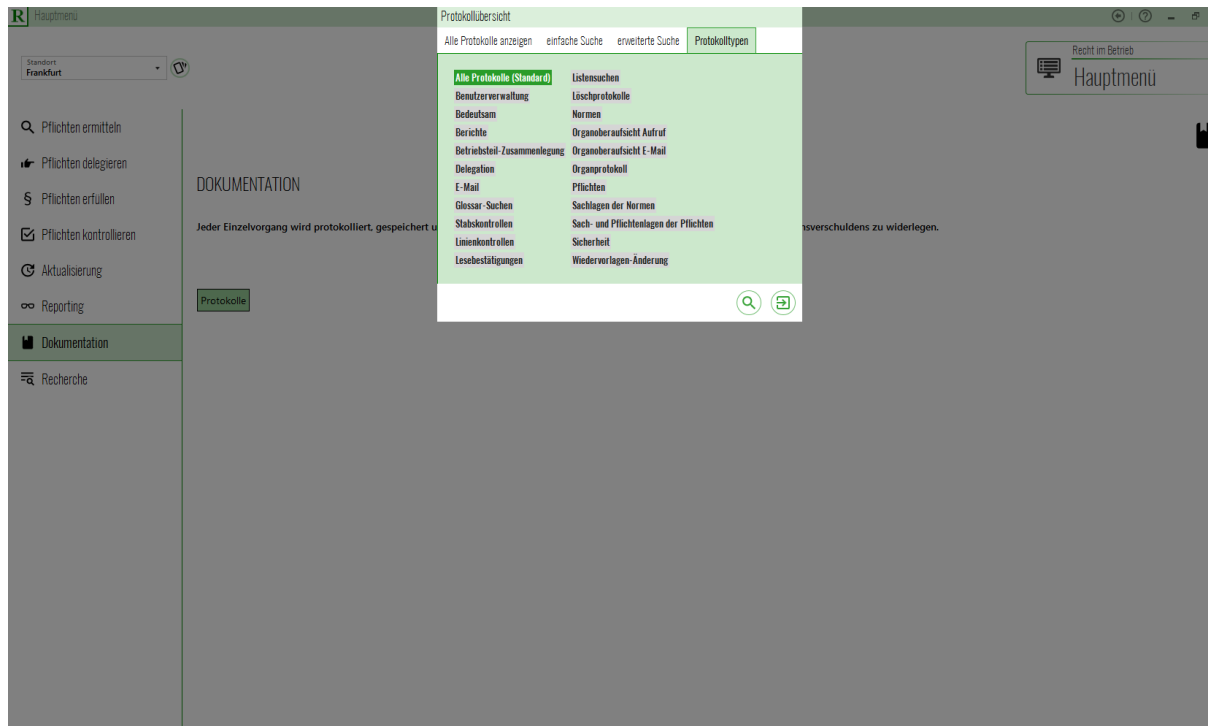 R Hauptmenü
Protokollübersicht
Alle Protokolle anzeigen einfache Suche erweiterte Suche Protokolltypen
Standort
Frankfurt
Recht im Betrieb
Hauptmenü
Pflichten ermitteln
Pflichten delegieren
§ Pflichten erfüllen
Pflichten kontrollieren
Aktualisierung
Reporting
Dokumentation
Recherche
Alle Protokolle (Standard)
Benutzerverwaltung
Bedeutsam
Berichte
Betriebsteil-Zusammenlegung
Delegation
E-Mail
Glossar-Suchen
Stabskontrollen
Linienkontrollen
Lesebestätigungen
Listensuchen
Löschprotokolle
Normen
Organoberaufsicht Aufruf
Organoberaufsicht E-Mail
Organprotokoll
Pflichten
Sachlagen der Normen
Sach- und Pflichtenlagen der Pflichten
Sicherheit
Wiedervorlagen-Änderung
DOKUMENTATION
Jeder Einzelvorgang wird protokolliert, gespeichert u nsverschuldens zu widerlegen.
Protokolle